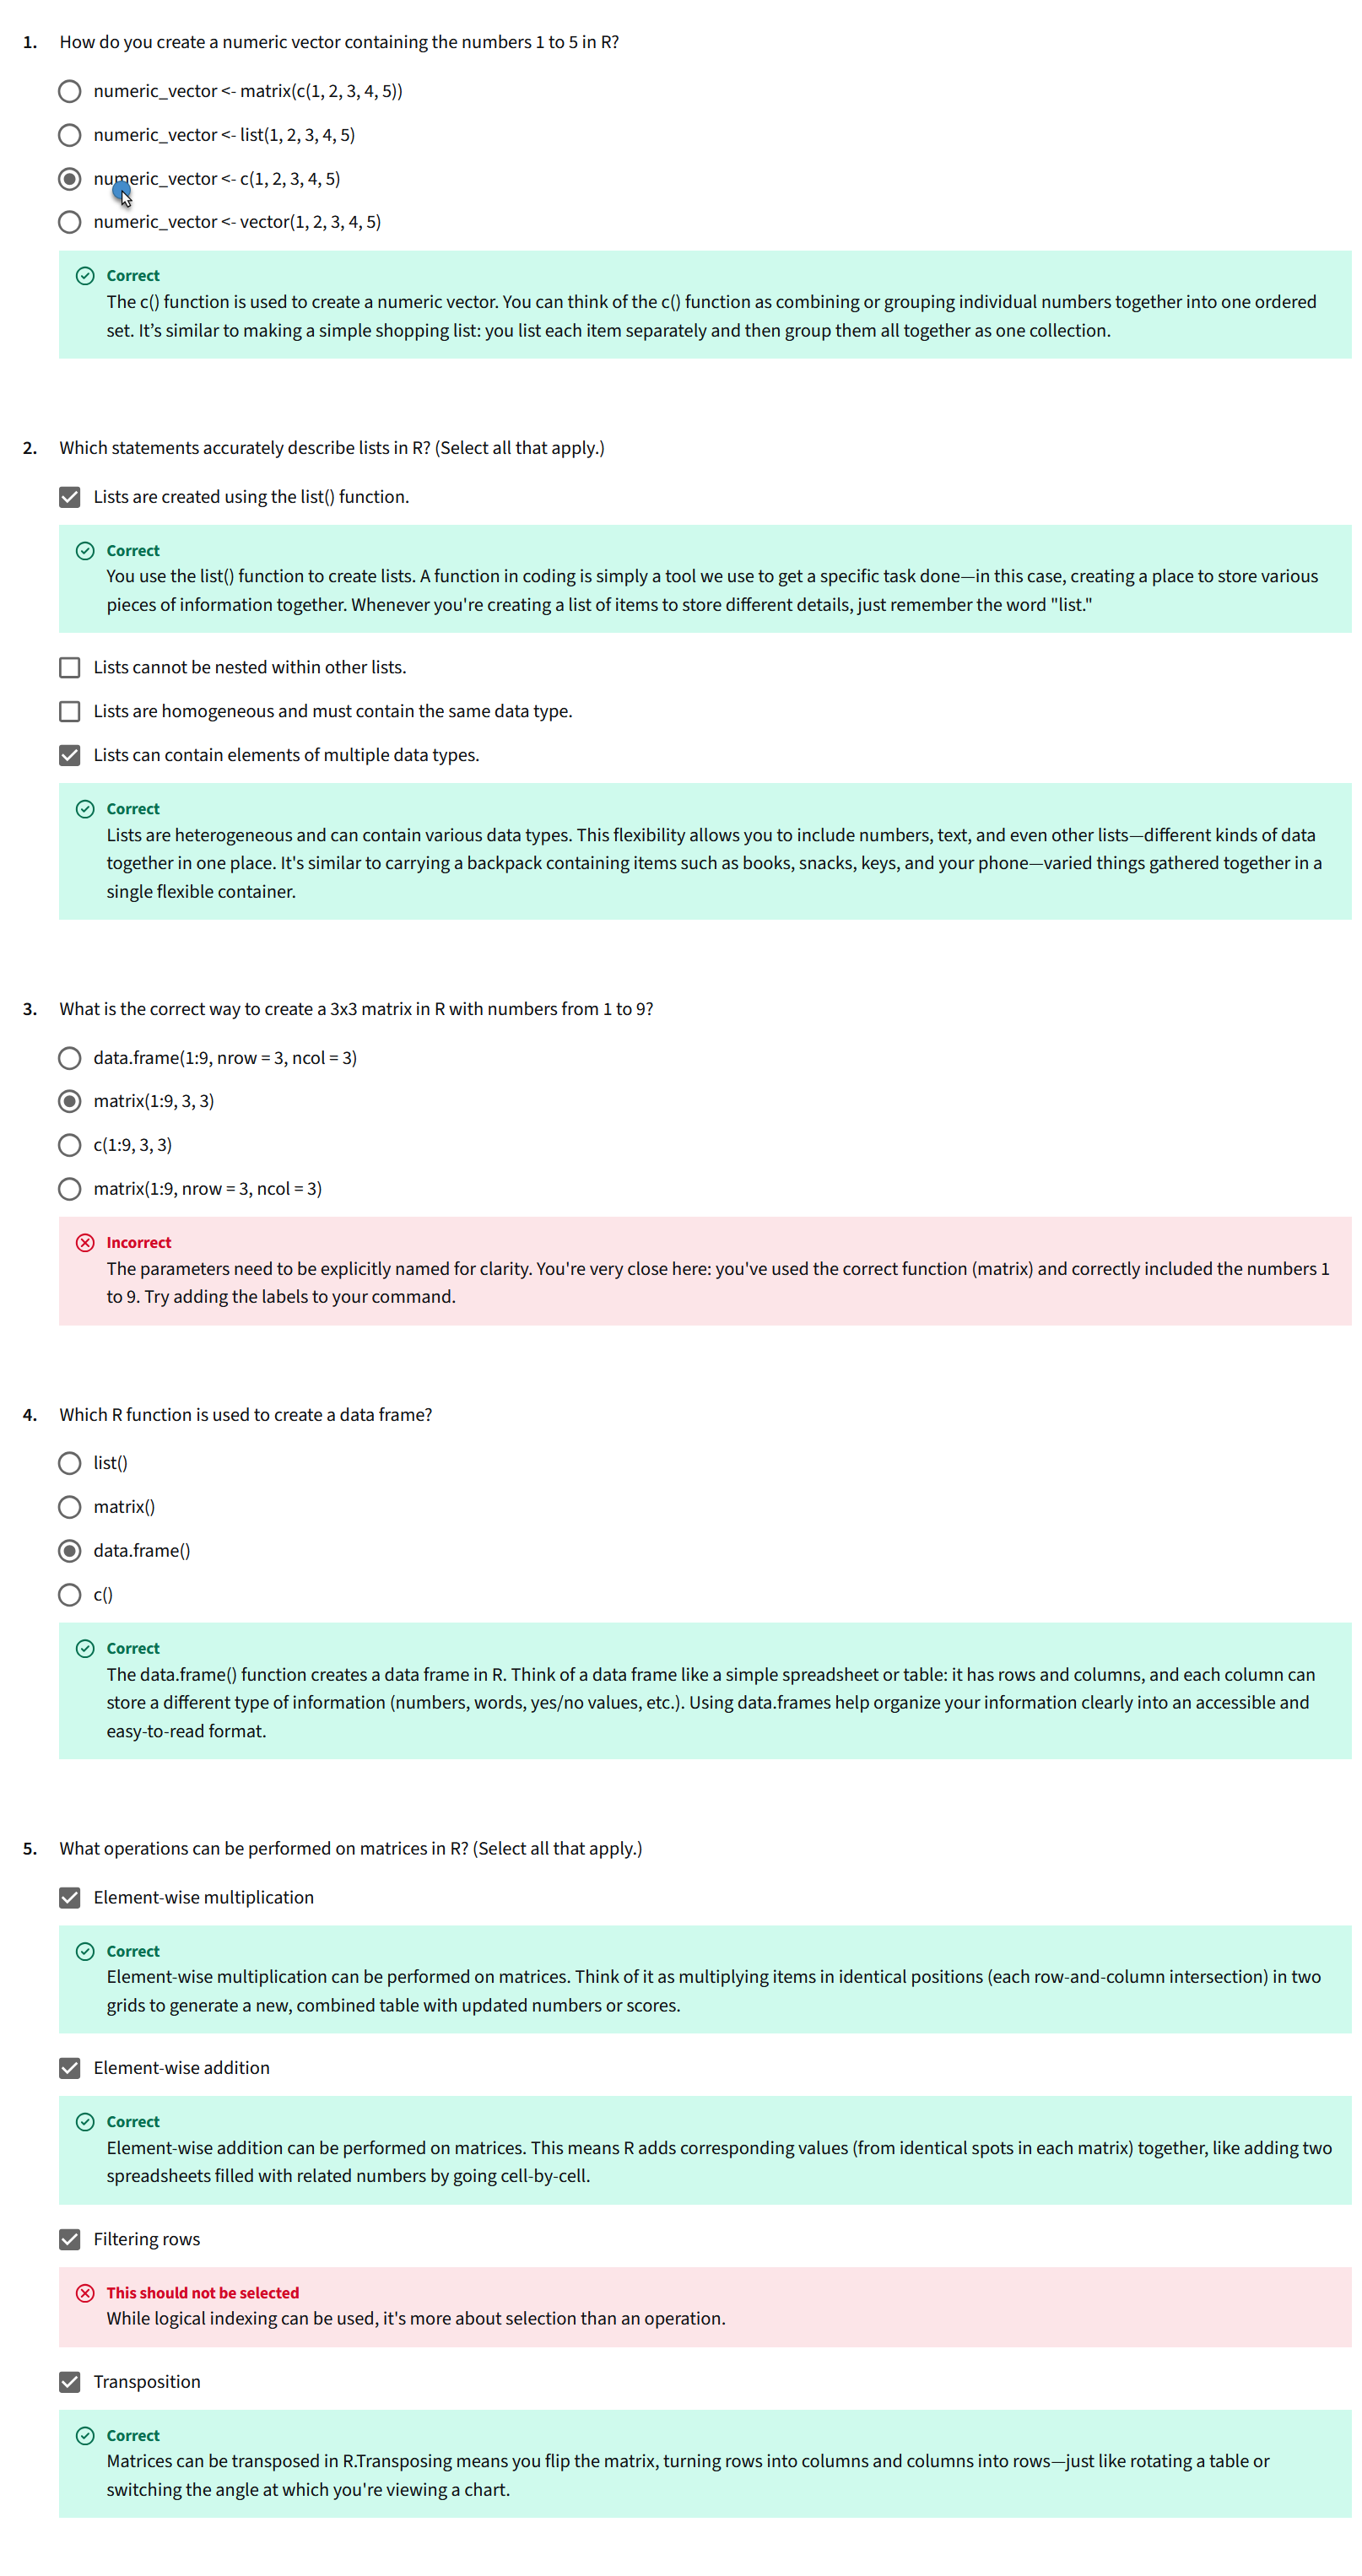 1. How do you create a numeric vector containing the numbers 1 to 5 in R?
numeric_vector <- matrix(c(1, 2, 3, 4, 5))
numeric_vector <- list(1, 2, 3, 4, 5)
numeric_vector <- c(1, 2, 3, 4, 5)
numeric_vector <- vector(1, 2, 3, 4, 5)
Correct
The c() function is used to create a numeric vector. You can think of the c() function as combining or grouping individual numbers together into one ordered
set. It’s similar to making a simple shopping list: you list each item separately and then group them all together as one collection.
2. Which statements accurately describe lists in R? (Select all that apply.)
Lists are created using the list() function.
Correct
You use the list() function to create lists. A function in coding is simply a tool we use to get a specific task done—in this case, creating a place to store various
pieces of information together. Whenever you're creating a list of items to store different details, just remember the word "list."
Lists cannot be nested within other lists.
Lists are homogeneous and must contain the same data type.
Lists can contain elements of multiple data types.
Correct
Lists are heterogeneous and can contain various data types. This flexibility allows you to include numbers, text, and even other lists—different kinds of data
together in one place. It's similar to carrying a backpack containing items such as books, snacks, keys, and your phone—varied things gathered together in a
single flexible container.
3. What is the correct way to create a 3x3 matrix in R with numbers from 1 to 9?
data.frame(1:9, nrow = 3, ncol = 3)
matrix(1:9, 3, 3)
c(1:9, 3, 3)
matrix(1:9, nrow = 3, ncol = 3)
Incorrect
The parameters need to be explicitly named for clarity. You're very close here: you've used the correct function (matrix) and correctly included the numbers 1
to 9. Try adding the labels to your command.
4. Which R function is used to create a data frame?
list()
matrix()
data.frame()
c()
Correct
The data.frame() function creates a data frame in R. Think of a data frame like a simple spreadsheet or table: it has rows and columns, and each column can
store a different type of information (numbers, words, yes/no values, etc.). Using data.frames help organize your information clearly into an accessible and
easy-to-read format.
5. What operations can be performed on matrices in R? (Select all that apply.)
Element-wise multiplication
Correct
Element-wise multiplication can be performed on matrices. Think of it as multiplying items in identical positions (each row-and-column intersection) in two
grids to generate a new, combined table with updated numbers or scores.
Element-wise addition
Correct
Element-wise addition can be performed on matrices. This means R adds corresponding values (from identical spots in each matrix) together, like adding two
spreadsheets filled with related numbers by going cell-by-cell.
Filtering rows
This should not be selected
While logical indexing can be used, it's more about selection than an operation.
Transposition
Correct
Matrices can be transposed in R.Transposing means you flip the matrix, turning rows into columns and columns into rows—just like rotating a table or
switching the angle at which you're viewing a chart.